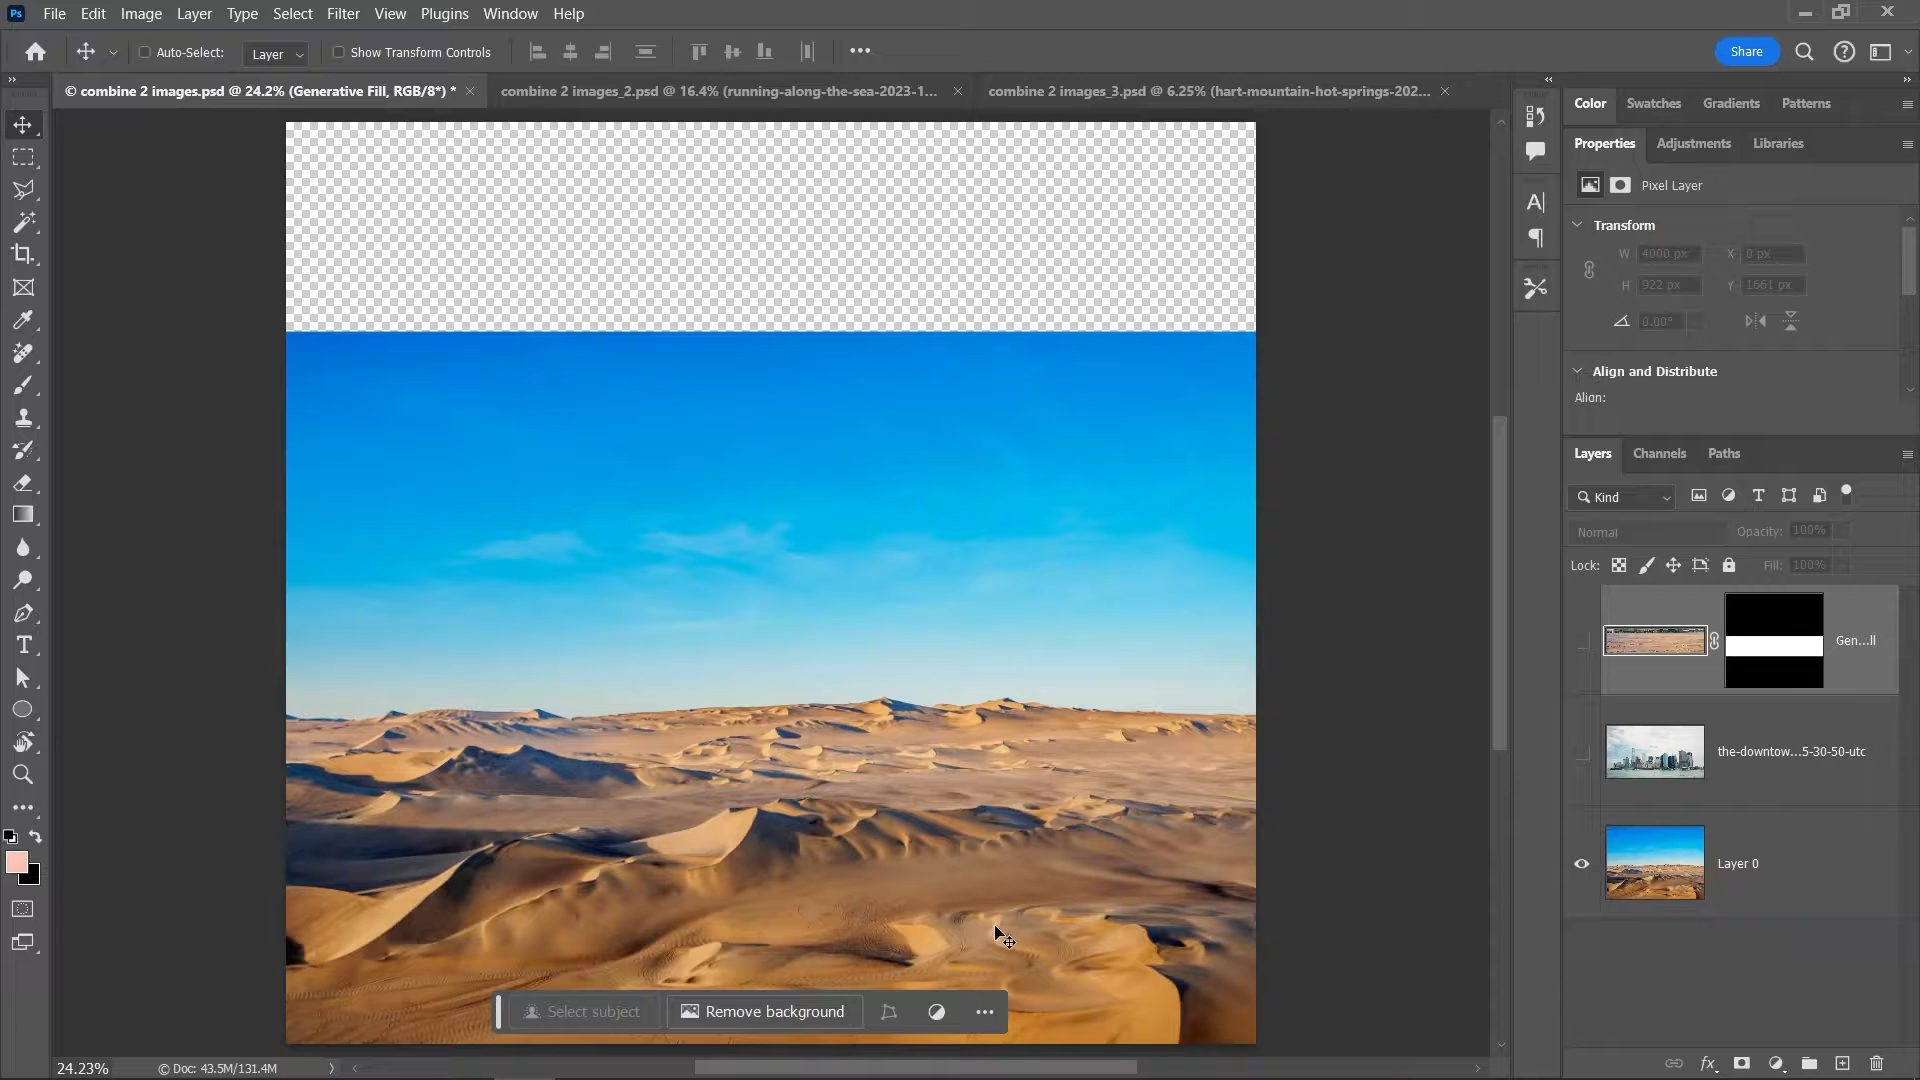 Ps File Edit Image Layer Type Select Filter View Plugins Window Help
Auto-Select: Layer Show Transform Controls ••• Share
© combine 2 images.psd @ 24.2% (Generative Fill, RGB/8*) *
combine 2 images_2.psd @ 16.4% (running-along-the-sea-2023-1...
combine 2 images_3.psd @ 6.25% (hart-mountain-hot-springs-202...
Color Swatches Gradients Patterns
Properties Adjustments Libraries
Pixel Layer
Transform
W 4000 px X 0 px
H 922 px Y 1661 px
0.00°
Align and Distribute
Align:
Layers Channels Paths
Kind
Normal Opacity: 100%
Lock: Fill: 100%
Gen...ll
the-downtow...5-30-50-utc
Layer 0
Select subject Remove background •••
24.23% © Doc: 43.5M/131.4M
fx